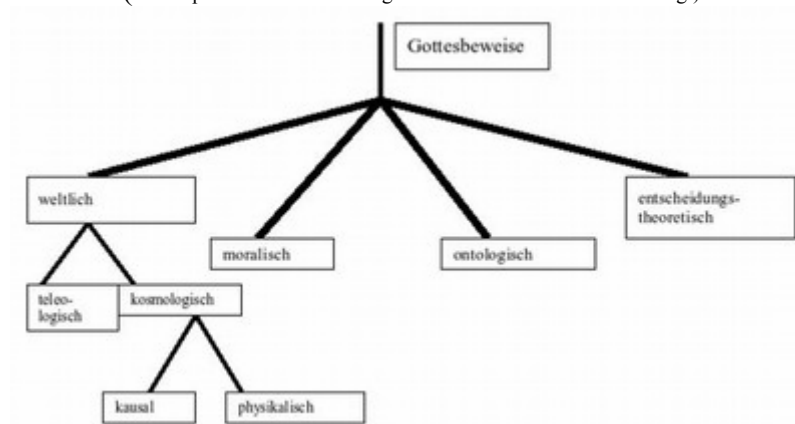 Gottesbeweise
weltlich
entscheidungs-
theoretisch
moralisch
ontologisch
teleo-
logisch
kosmologisch
kausal
physikalisch